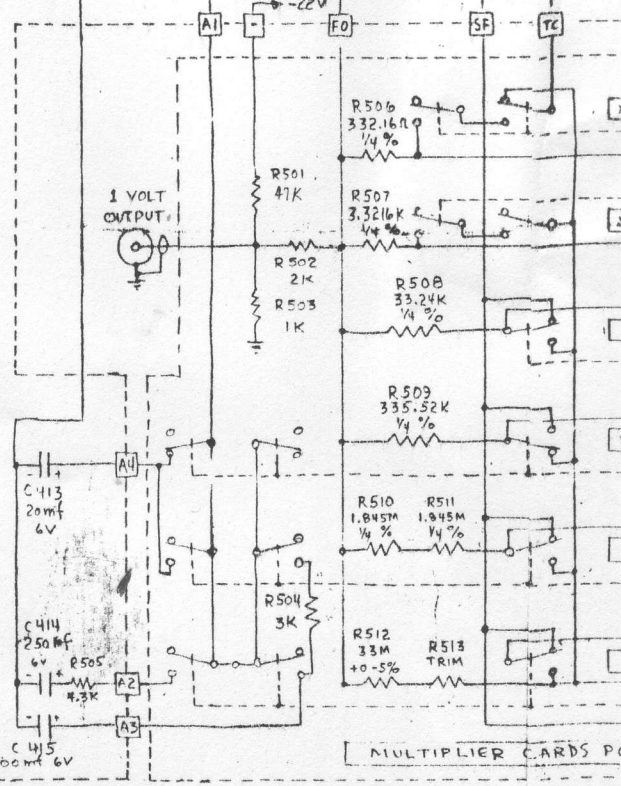 -22V
A1
-
FO
SF
TC
R506
332.16Ω
1/4 %
R501
47K
1 VOLT
OUTPUT
R507
3.3216K
1/4 %
R502
2K
R503
1K
R508
33.24K
1/4 %
R509
335.52K
1/4 %
A4
C413
20mf
6V
R510
1.845M
1/4 %
R511
1.845M
1/4 %
R504
3K
C414
250mf
6V
R505
4.3K
A2
R512
33M
+0-5%
R513
TRIM
A3
C415
00mf 6V
MULTIPLIER CARDS PO